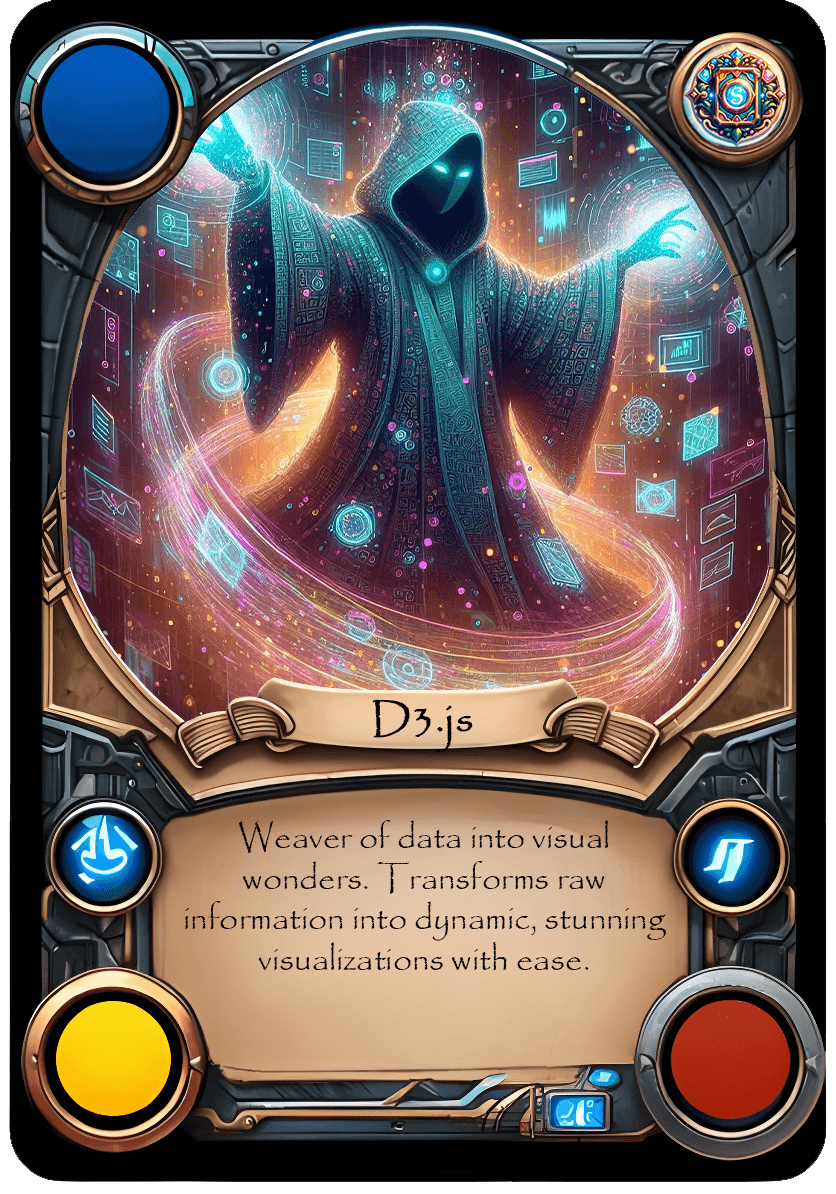 D3.js
Weaver of data into visual
wonders. Transforms raw
information into dynamic, stunning
visualizations with ease.